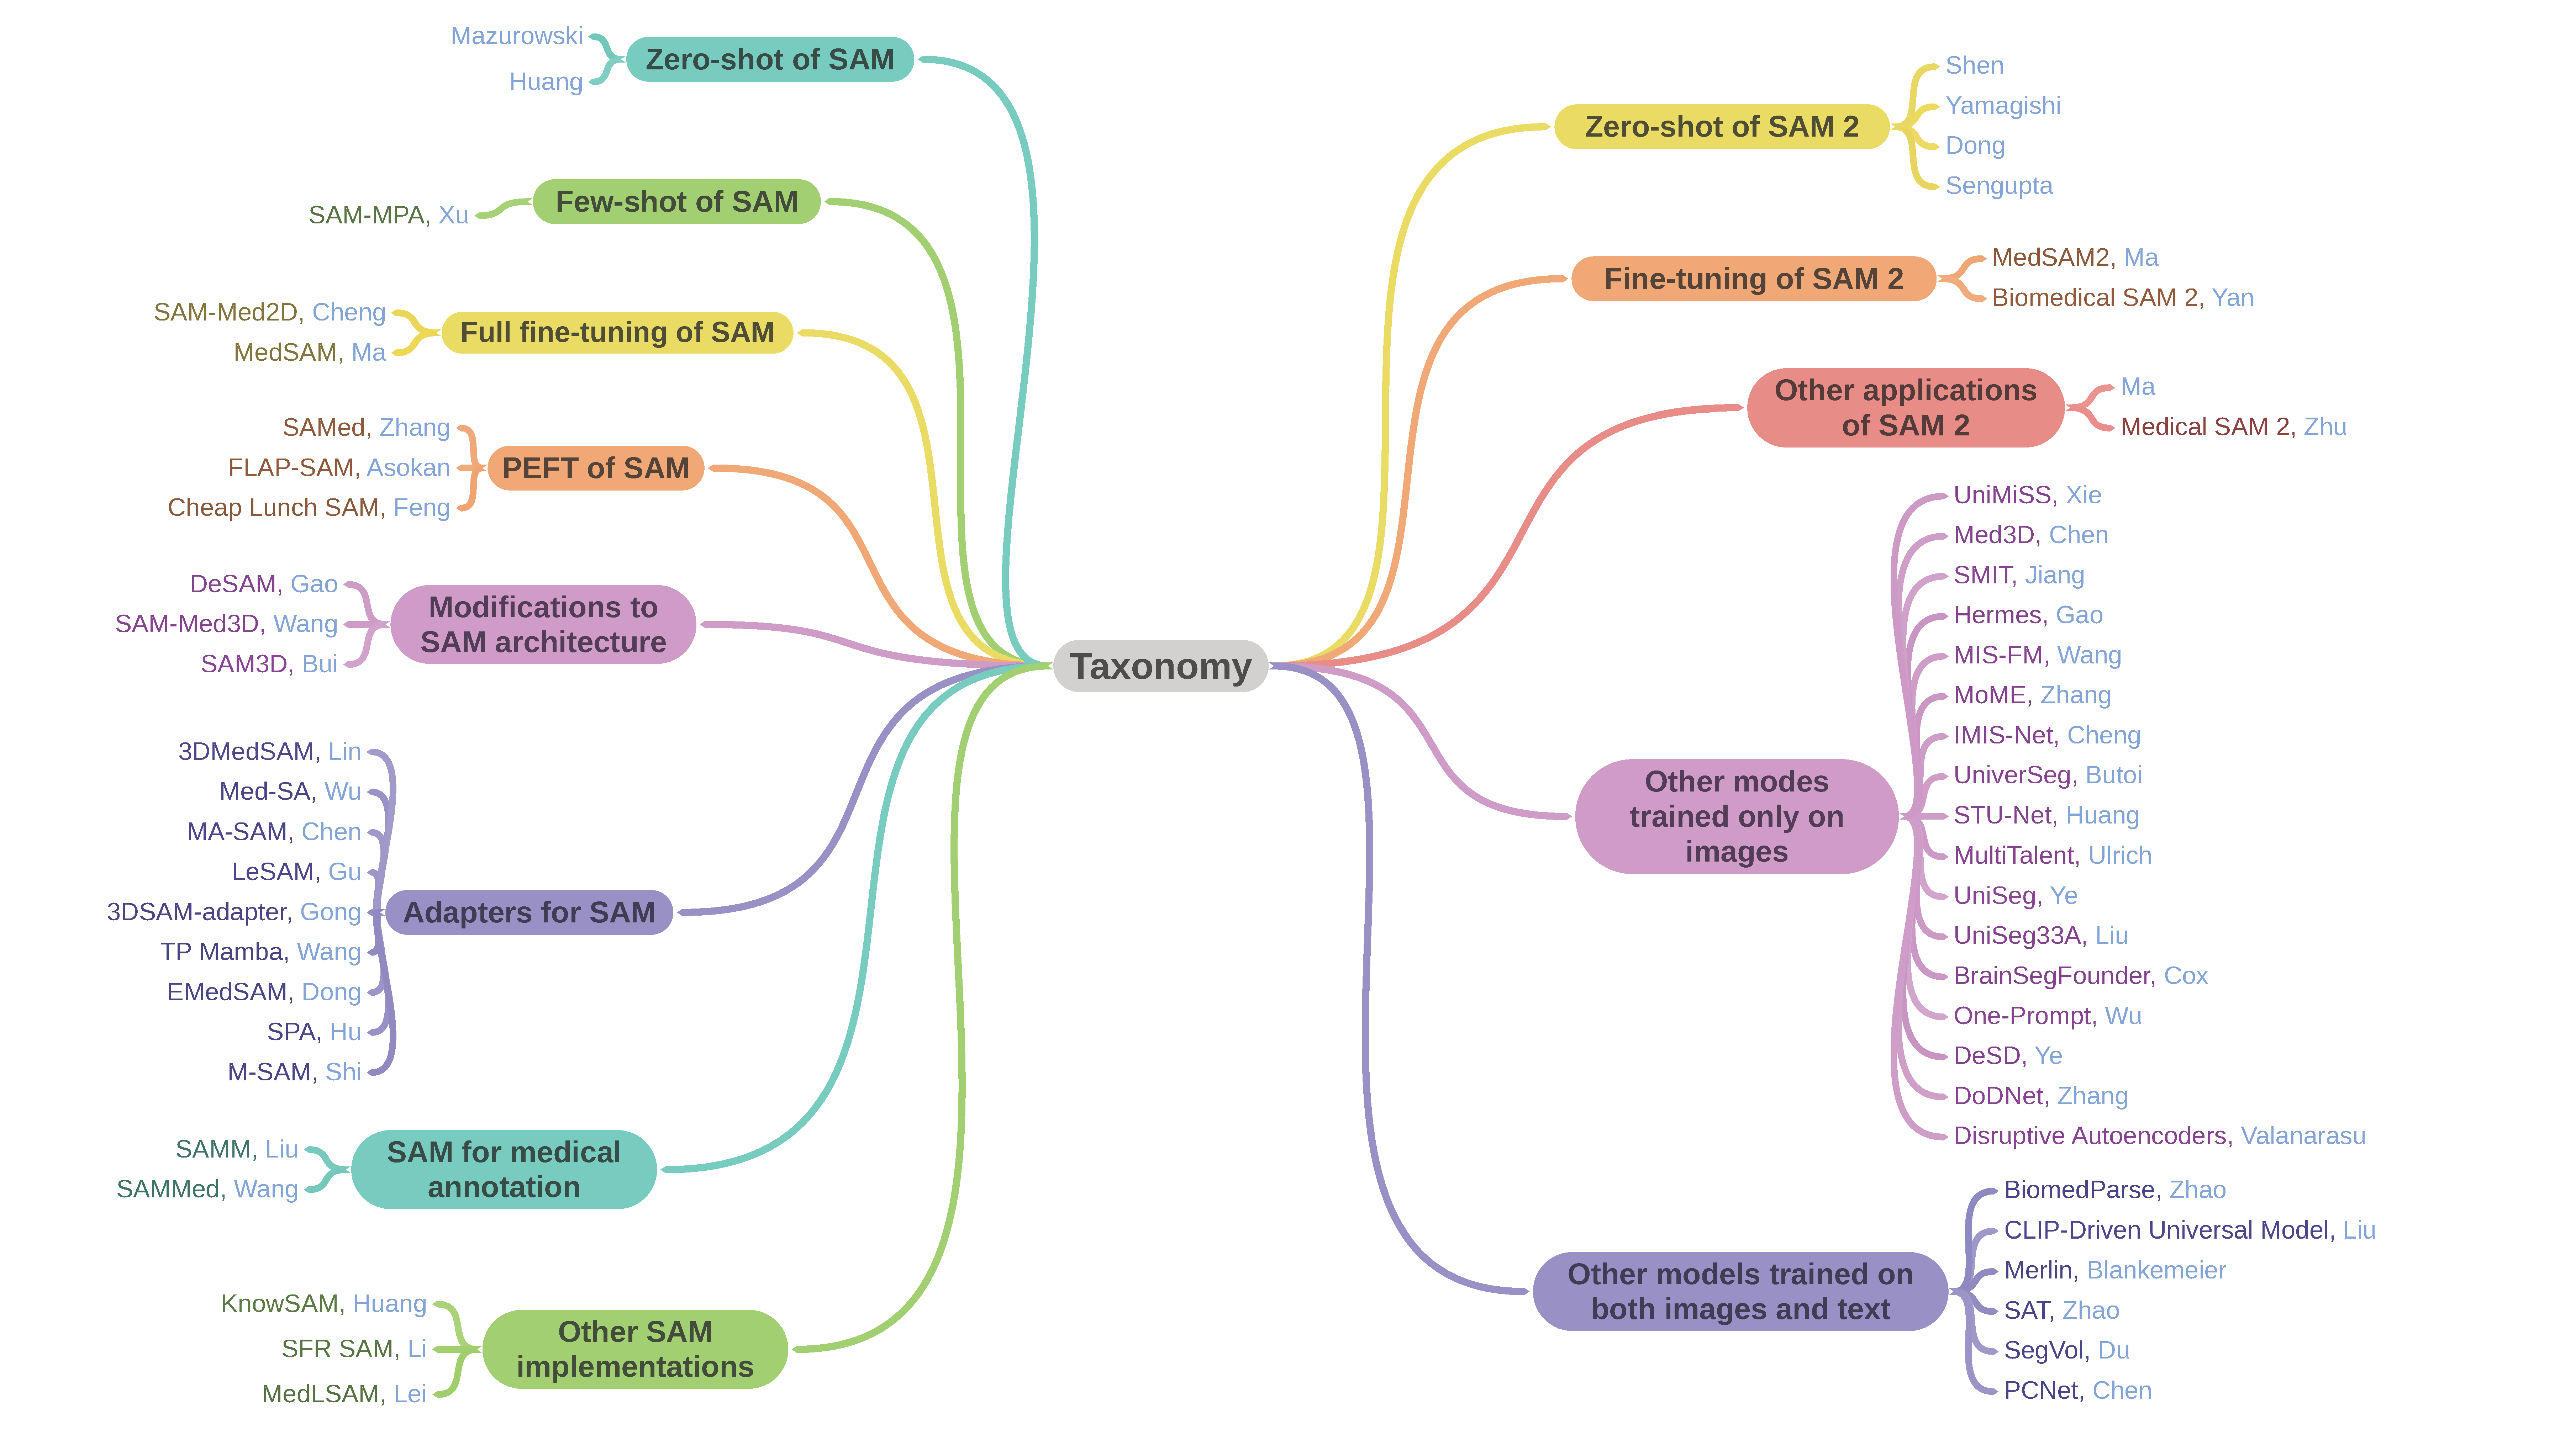 Mazurowski
Huang
Zero-shot of SAM
SAM-MPA, Xu
Few-shot of SAM
SAM-Med2D, Cheng
MedSAM, Ma
Full fine-tuning of SAM
SAMed, Zhang
FLAP-SAM, Asokan
Cheap Lunch SAM, Feng
PEFT of SAM
DeSAM, Gao
SAM-Med3D, Wang
SAM3D, Bui
Modifications to
SAM architecture
3DMedSAM, Lin
Med-SA, Wu
MA-SAM, Chen
LeSAM, Gu
3DSAM-adapter, Gong
TP Mamba, Wang
EMedSAM, Dong
SPA, Hu
M-SAM, Shi
Adapters for SAM
SAMM, Liu
SAMMed, Wang
SAM for medical
annotation
KnowSAM, Huang
SFR SAM, Li
MedLSAM, Lei
Other SAM
implementations
Taxonomy
Zero-shot of SAM 2
Shen
Yamagishi
Dong
Sengupta
Fine-tuning of SAM 2
MedSAM2, Ma
Biomedical SAM 2, Yan
Other applications
of SAM 2
Ma
Medical SAM 2, Zhu
Other modes
trained only on
images
UniMiSS, Xie
Med3D, Chen
SMIT, Jiang
Hermes, Gao
MIS-FM, Wang
MoME, Zhang
IMIS-Net, Cheng
UniverSeg, Butoi
STU-Net, Huang
MultiTalent, Ulrich
UniSeg, Ye
UniSeg33A, Liu
BrainSegFounder, Cox
One-Prompt, Wu
DeSD, Ye
DoDNet, Zhang
Disruptive Autoencoders, Valanarasu
Other models trained on
both images and text
BiomedParse, Zhao
CLIP-Driven Universal Model, Liu
Merlin, Blankemeier
SAT, Zhao
SegVol, Du
PCNet, Chen